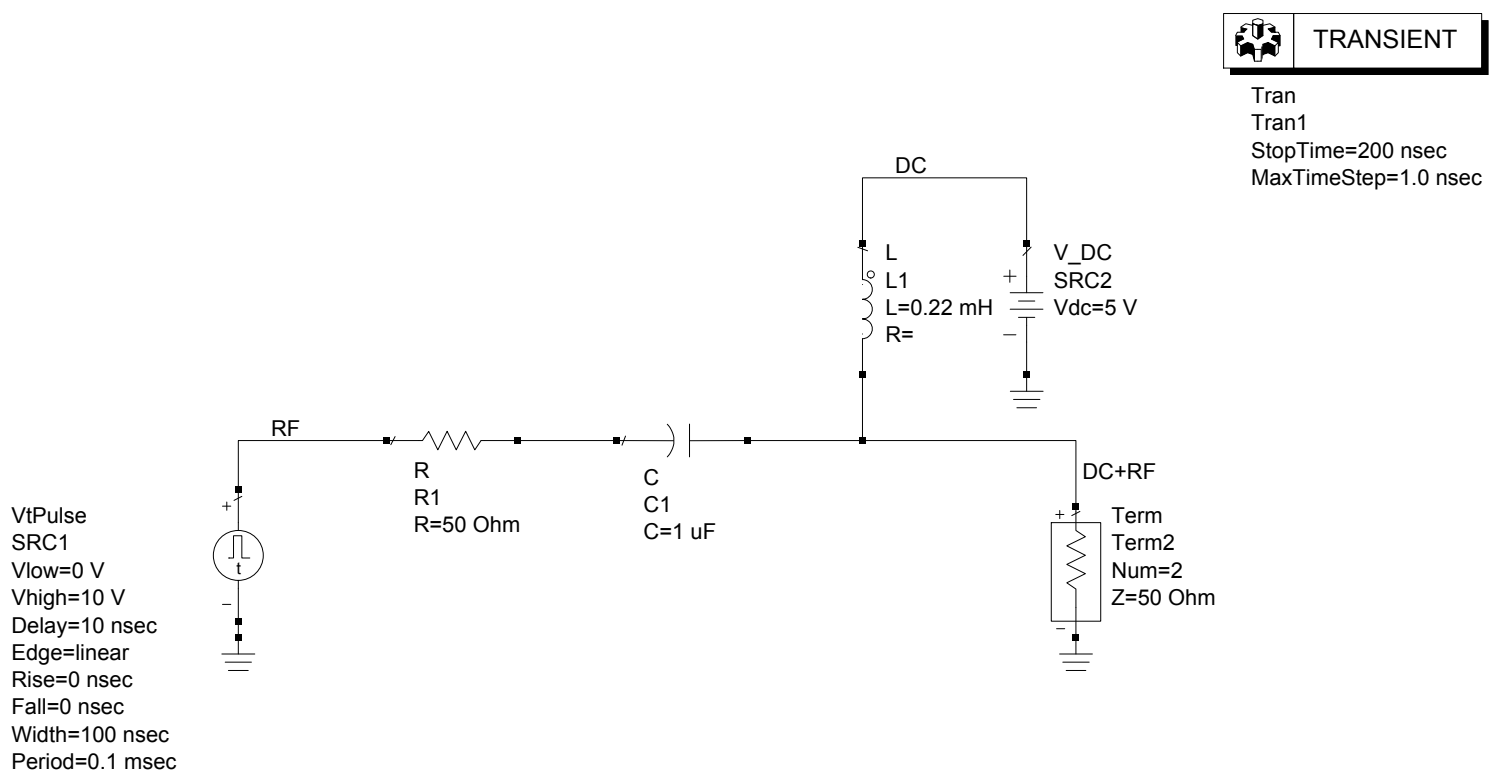 TRANSIENT
Tran
Tran1
StopTime=200 nsec
MaxTimeStep=1.0 nsec
DC
L
L1
L=0.22 mH
R=
+
V_DC
SRC2
Vdc=5 V
−
RF
R
R1
R=50 Ohm
C
C1
C=1 uF
DC+RF
+
Term
Term2
Num=2
Z=50 Ohm
−
VtPulse
SRC1
Vlow=0 V
Vhigh=10 V
Delay=10 nsec
Edge=linear
Rise=0 nsec
Fall=0 nsec
Width=100 nsec
Period=0.1 msec
+
t
−